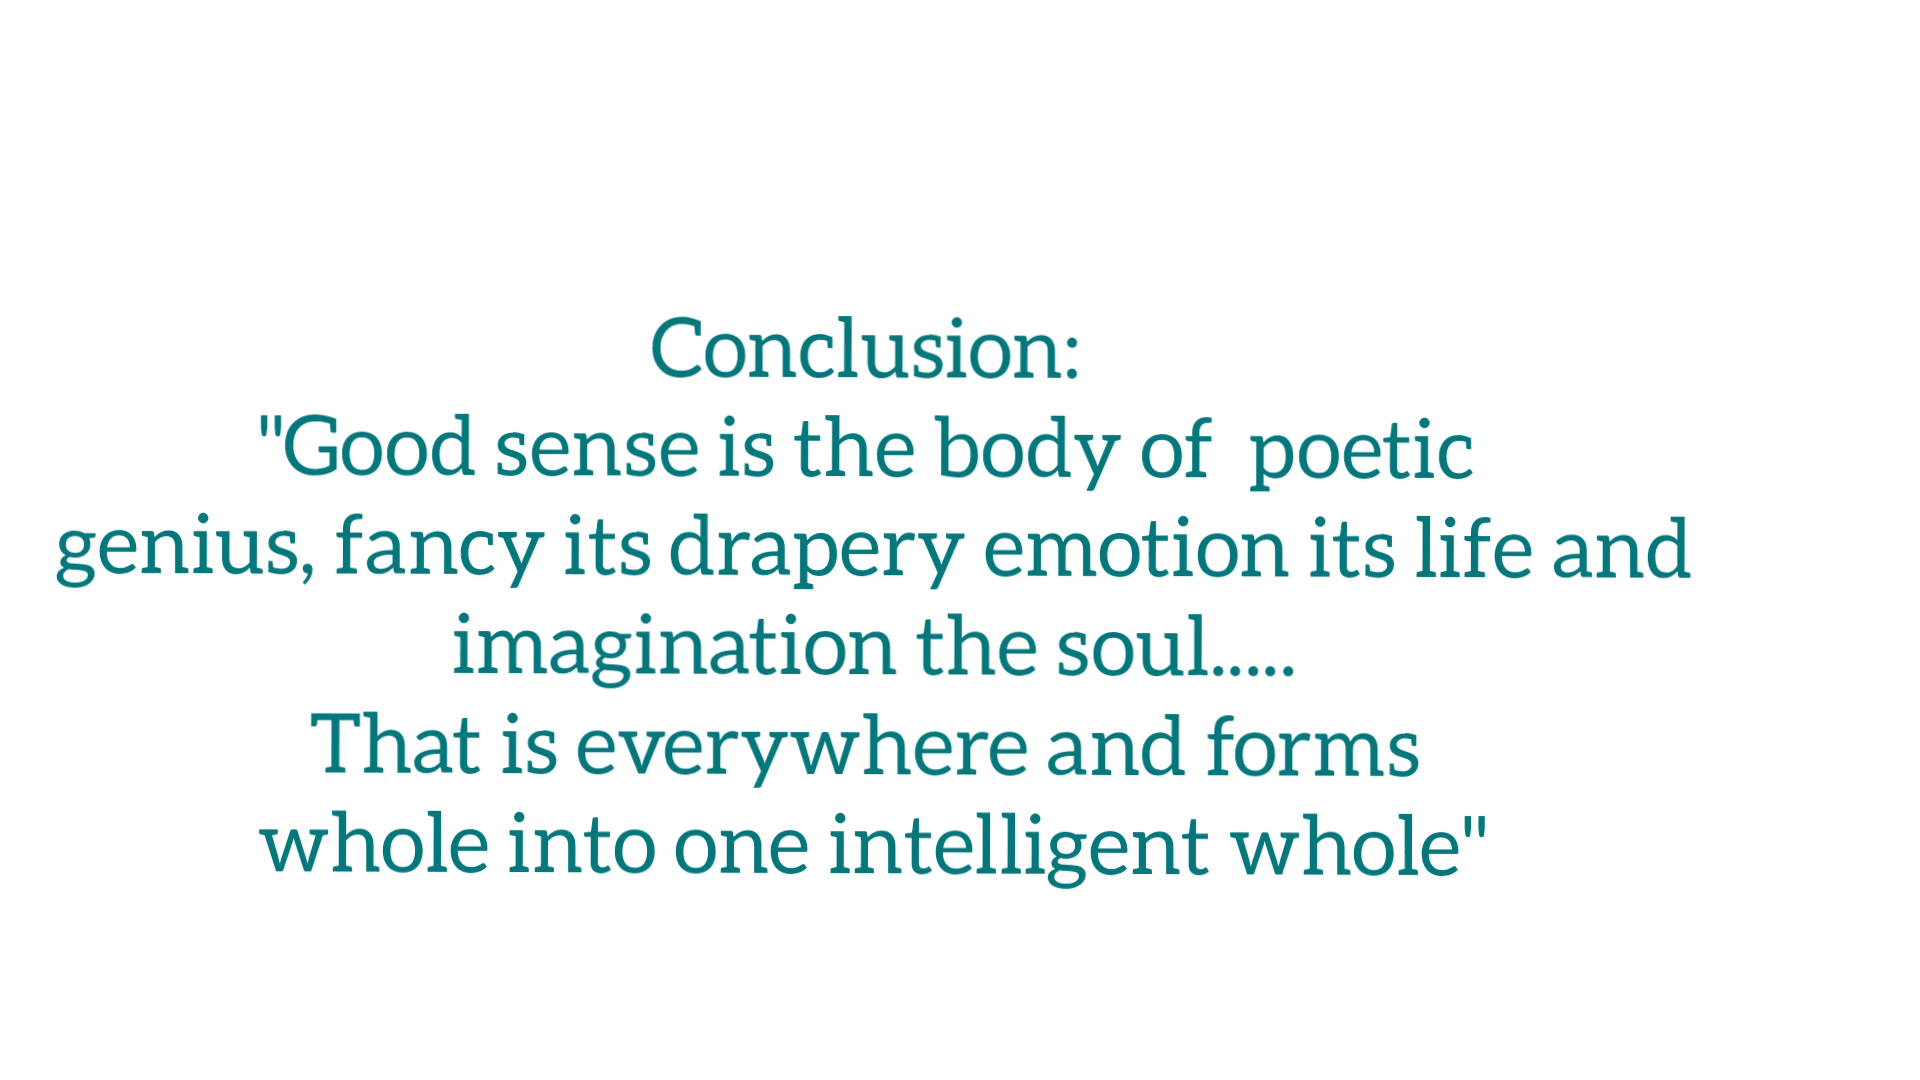 Conclusion:
"Good sense is the body of  poetic
genius, fancy its drapery emotion its life and
imagination the soul.....
That is everywhere and forms
whole into one intelligent whole"